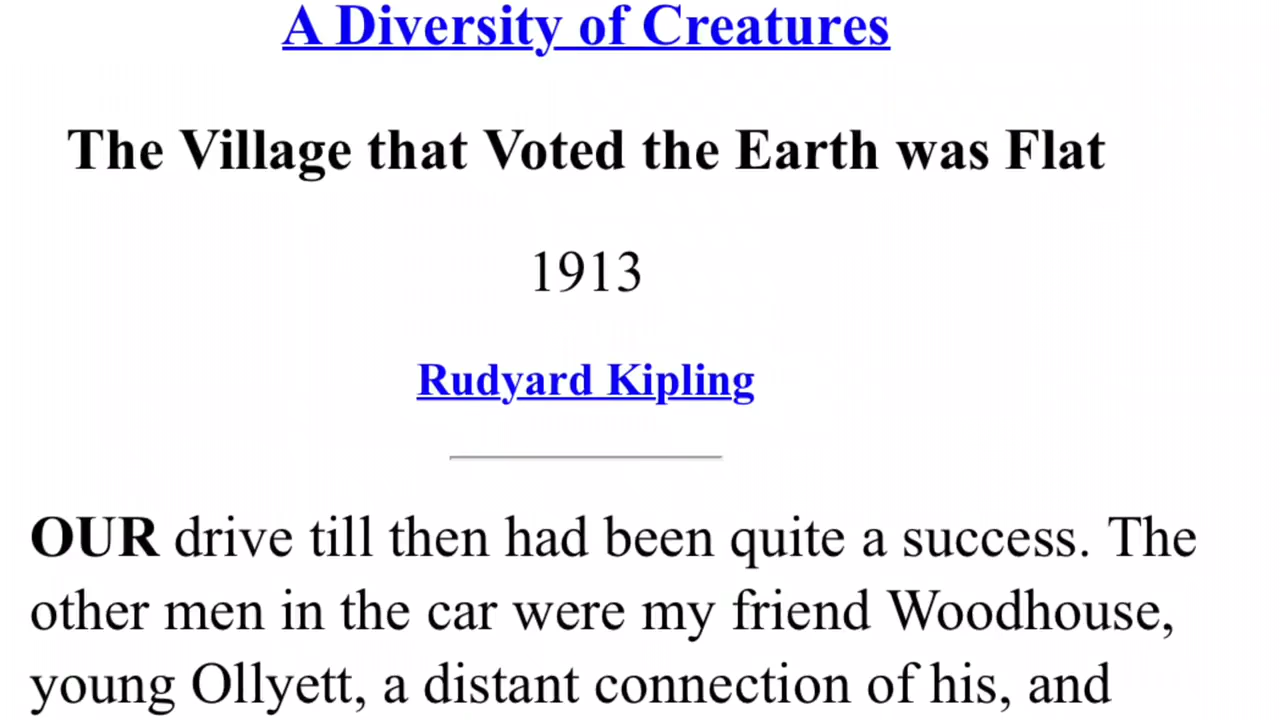 A Diversity of Creatures
The Village that Voted the Earth was Flat
1913
Rudyard Kipling
OUR drive till then had been quite a success. The
other men in the car were my friend Woodhouse,
young Ollyett, a distant connection of his, and